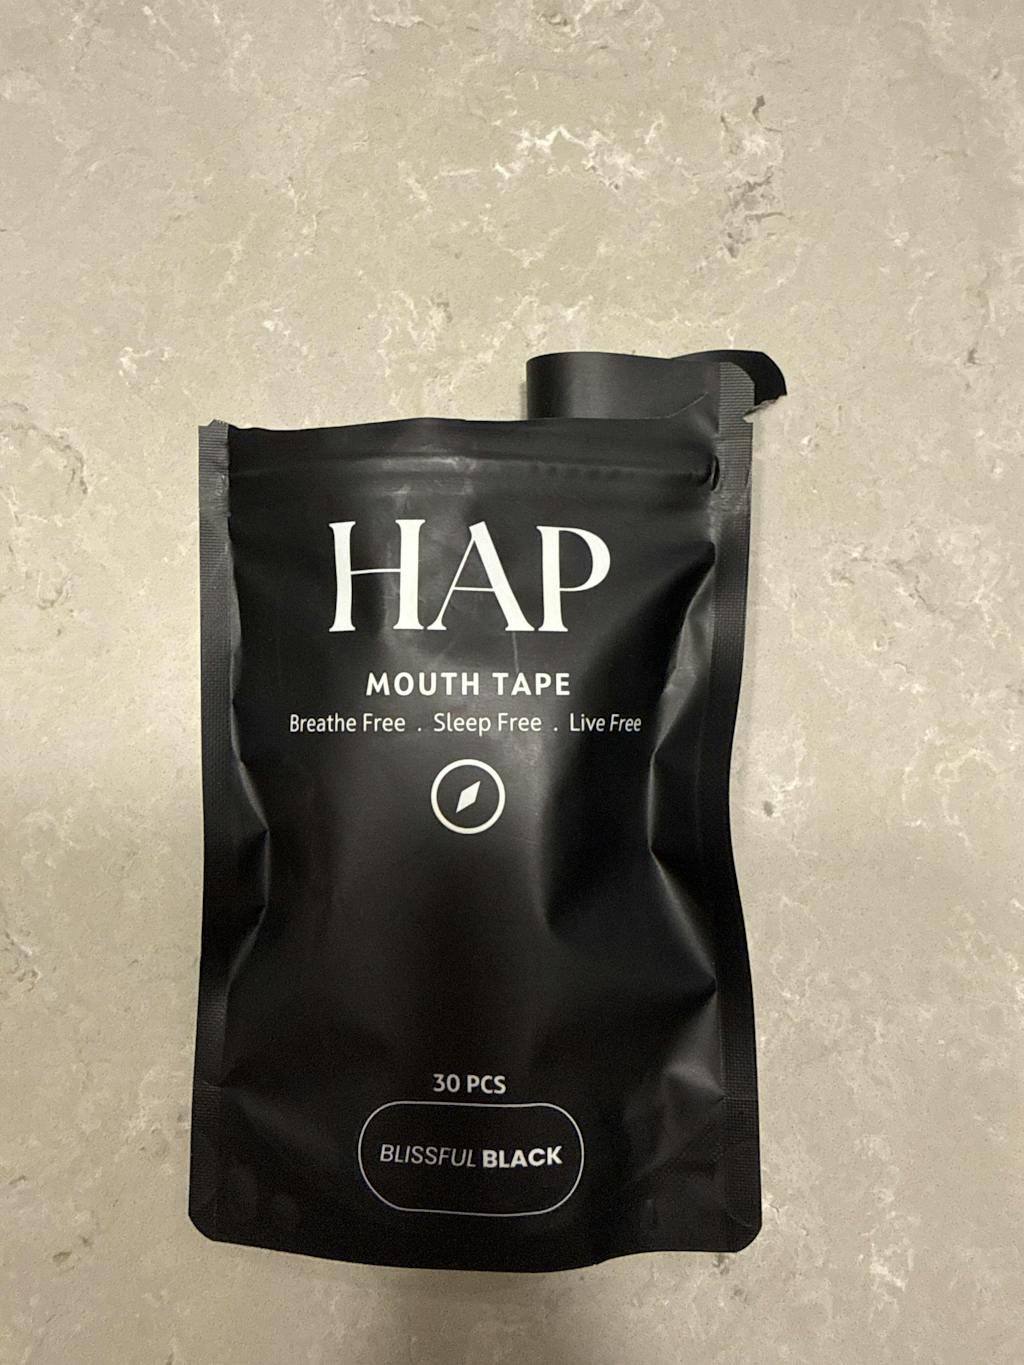 HAP
MOUTH TAPE
Breathe Free . Sleep Free . Live Free
30 PCS
BLISSFUL BLACK